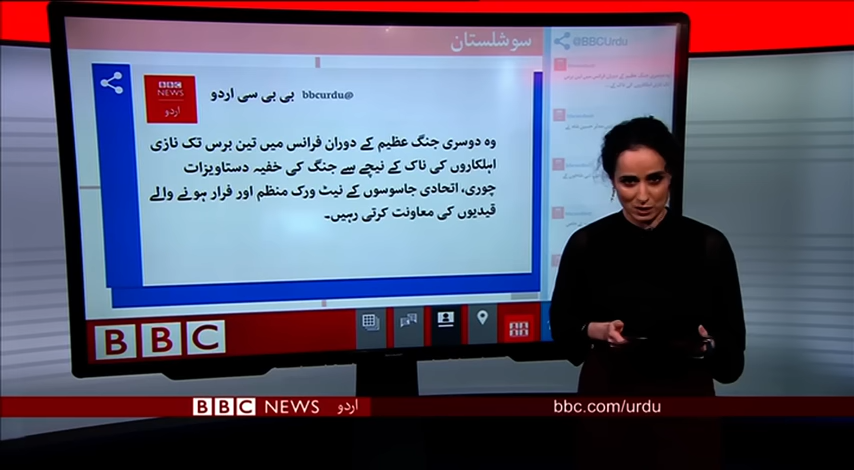 سوشلستان
@BBCUrdu
BBC
NEWS
اردو
بی بی سی اردو @bbcurdu
وہ دوسری جنگ عظیم کے دوران فرانس میں تین برس تک نازی
اہلکاروں کی ناک کے نیچے سے جنگ کی خفیہ دستاویزات
چوری، اتحادی جاسوسوں کے نیٹ ورک منظم اور فرار ہونے والے
قیدیوں کی معاونت کرتی رہیں۔
BBC
BBC NEWS اردو
bbc.com/urdu